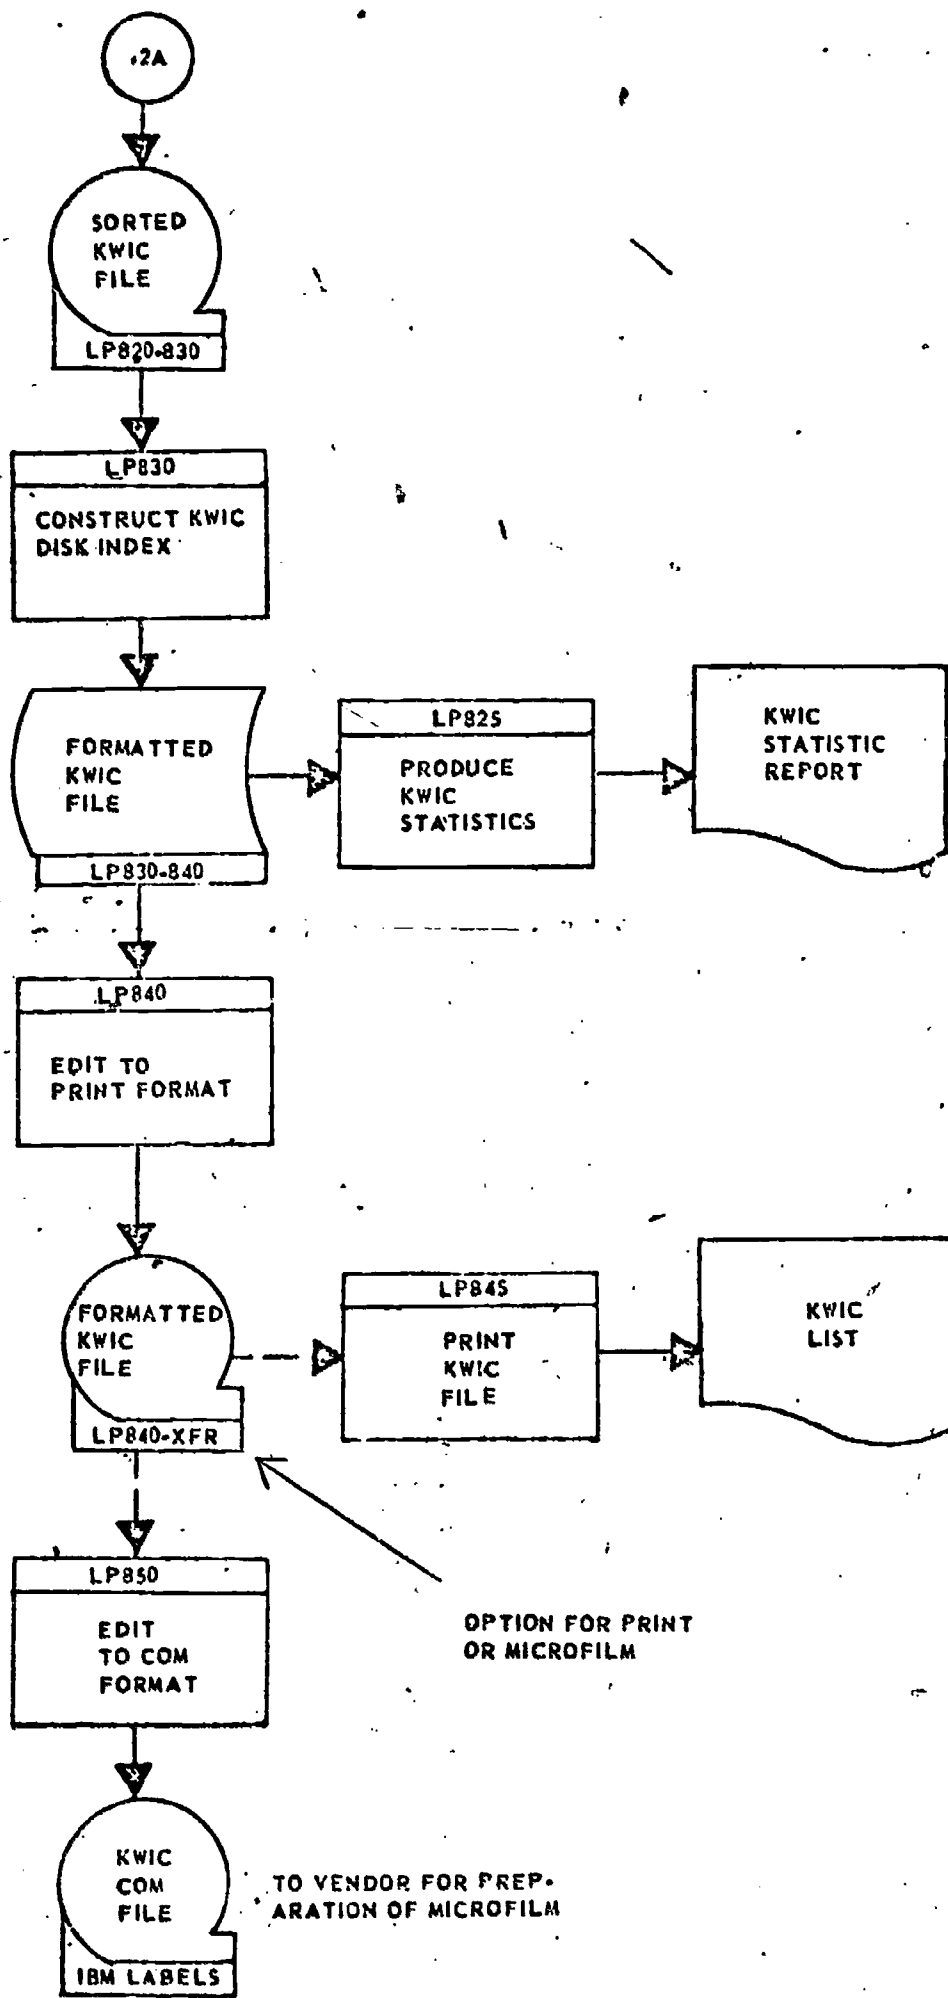 .2A
SORTED
KWIC
FILE
LP820-830
LP830
CONSTRUCT KWIC
DISK INDEX
FORMATTED
KWIC
FILE
LP830-840
LP825
PRODUCE
KWIC
STATISTICS
KWIC
STATISTIC
REPORT
LP840
EDIT TO
PRINT FORMAT
FORMATTED
KWIC
FILE
LP840-XFR
LP845
PRINT
KWIC
FILE
KWIC
LIST
OPTION FOR PRINT
OR MICROFILM
LP850
EDIT
TO COM
FORMAT
KWIC
COM
FILE
IBM LABELS
TO VENDOR FOR PREP-
ARATION OF MICROFILM